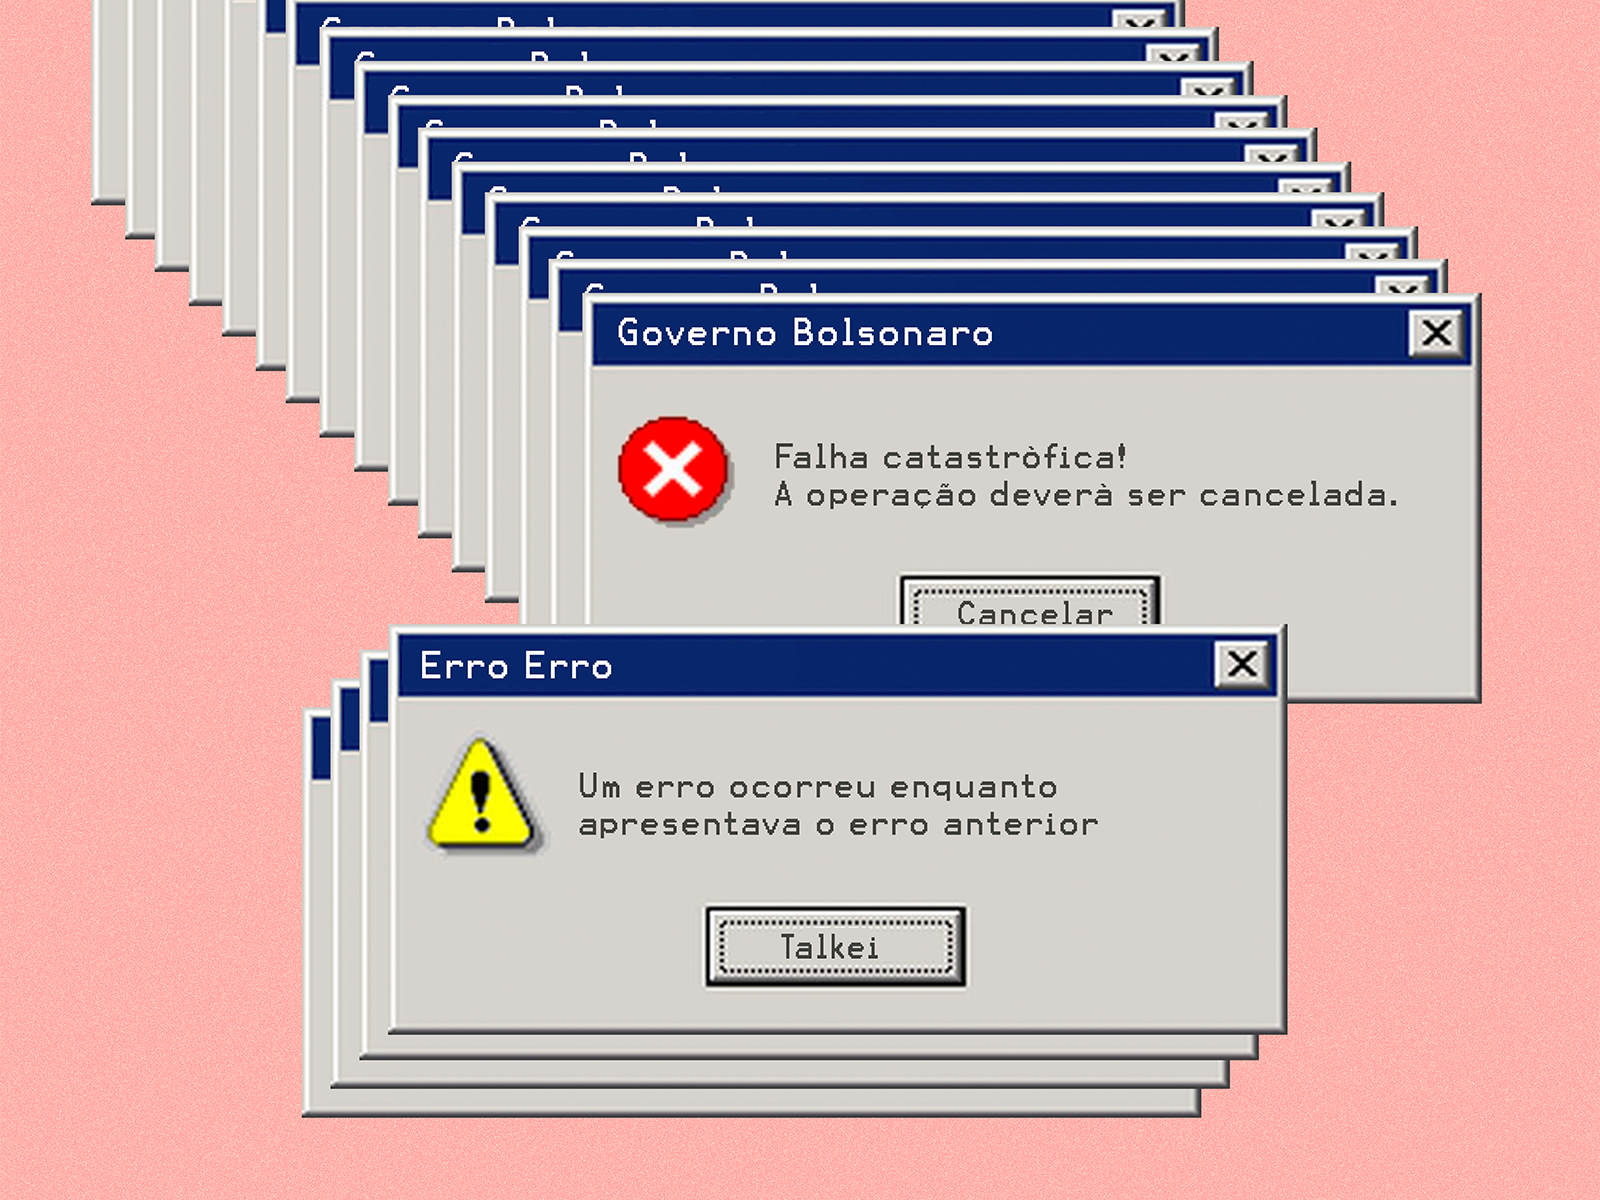 Governo Bolsonaro
Falha catastròfica!
A operação deverà ser cancelada.
Cancelar
Erro Erro
Um erro ocorreu enquanto
apresentava o erro anterior
Talkei